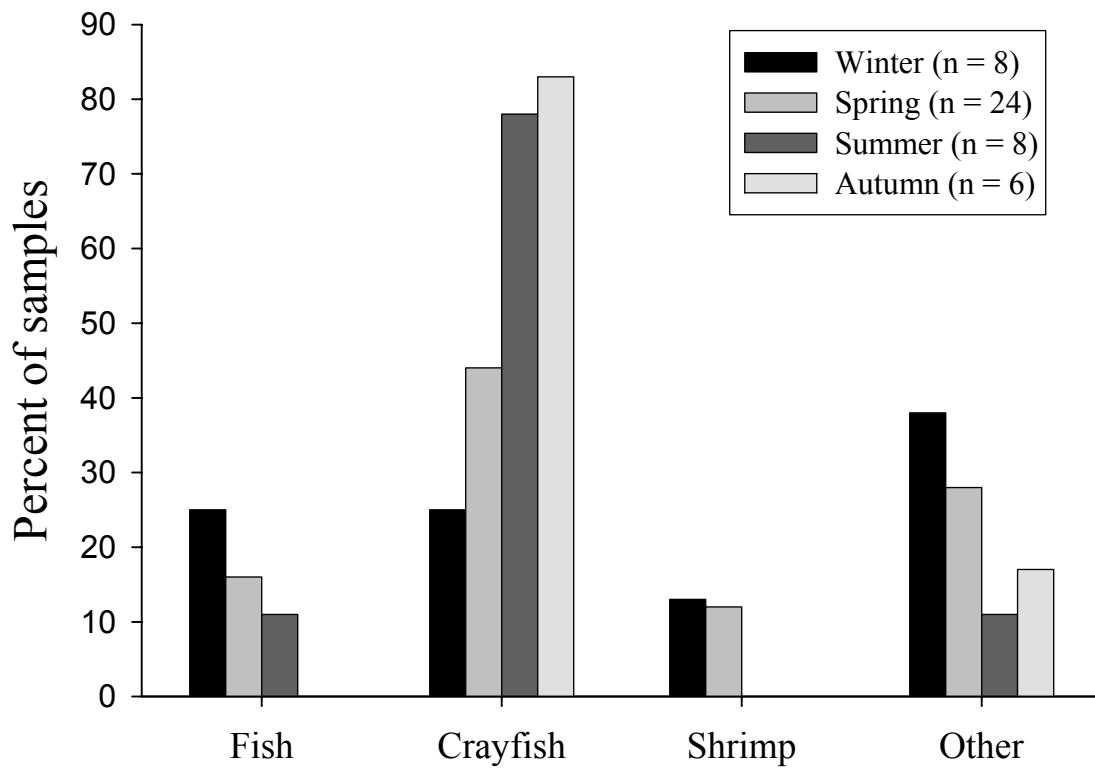 90
80
70
60
50
40
30
20
10
0
Percent of samples
Winter (n = 8)
Spring (n = 24)
Summer (n = 8)
Autumn (n = 6)
Fish Crayfish Shrimp Other